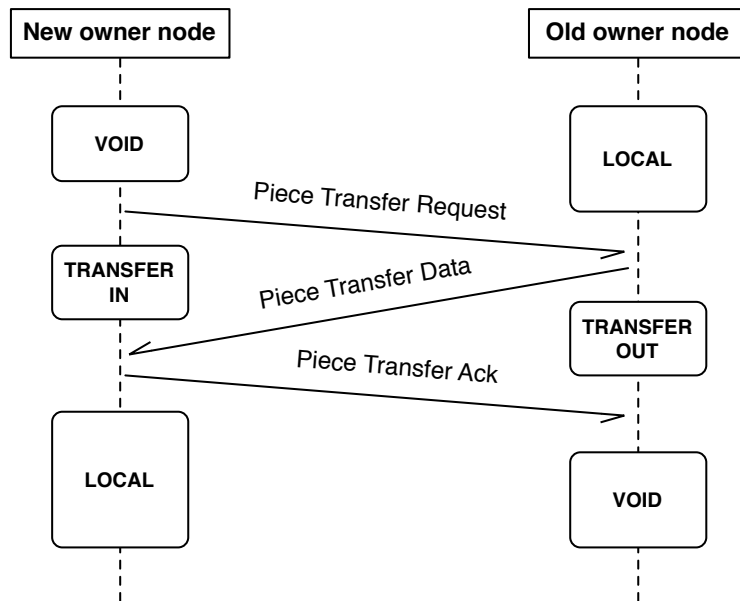 New owner node
Old owner node
VOID
LOCAL
Piece Transfer Request
TRANSFER
IN
Piece Transfer Data
TRANSFER
OUT
Piece Transfer Ack
LOCAL
VOID